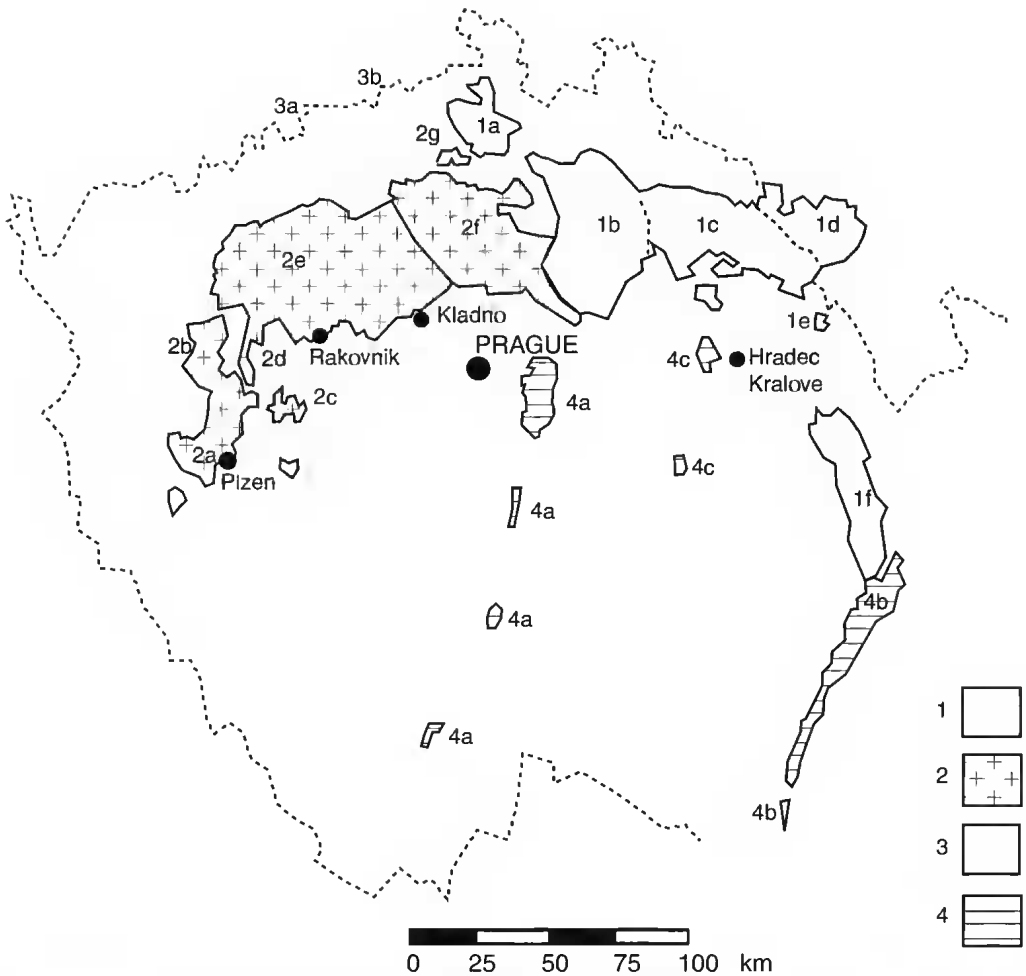 3b
3a
1a
2g
2f
1b
1c
1d
2e
Kladno
1e
2b
2d
Rakovnik
PRAGUE
4c
Hradec
Kralove
2c
4a
2a
Plzen
4c
1f
4a
4b
4a
1
4a
2
4b
3
4
0 25 50 75 100 km